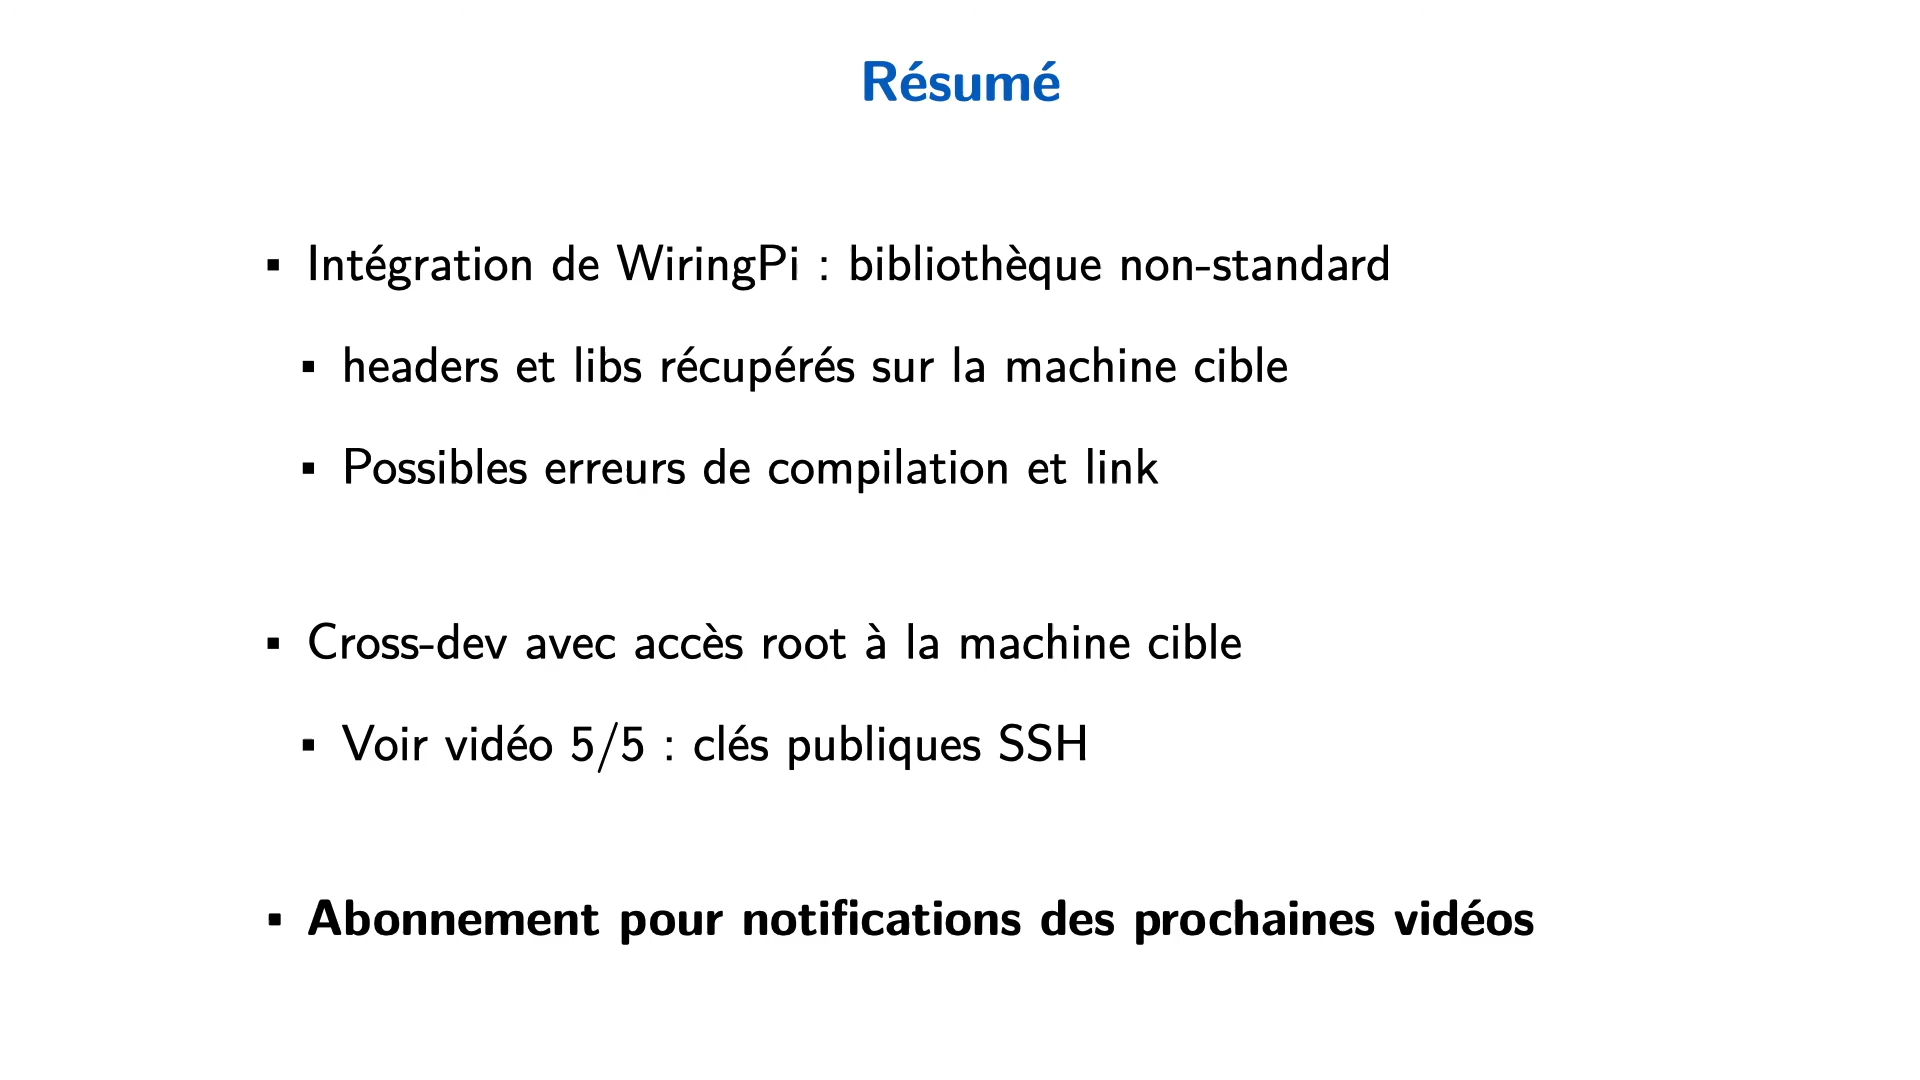 Résumé
▪ Intégration de WiringPi : bibliothèque non-standard
▪ headers et libs récupérés sur la machine cible
▪ Possibles erreurs de compilation et link
▪ Cross-dev avec accès root à la machine cible
▪ Voir vidéo 5/5 : clés publiques SSH
▪ Abonnement pour notifications des prochaines vidéos